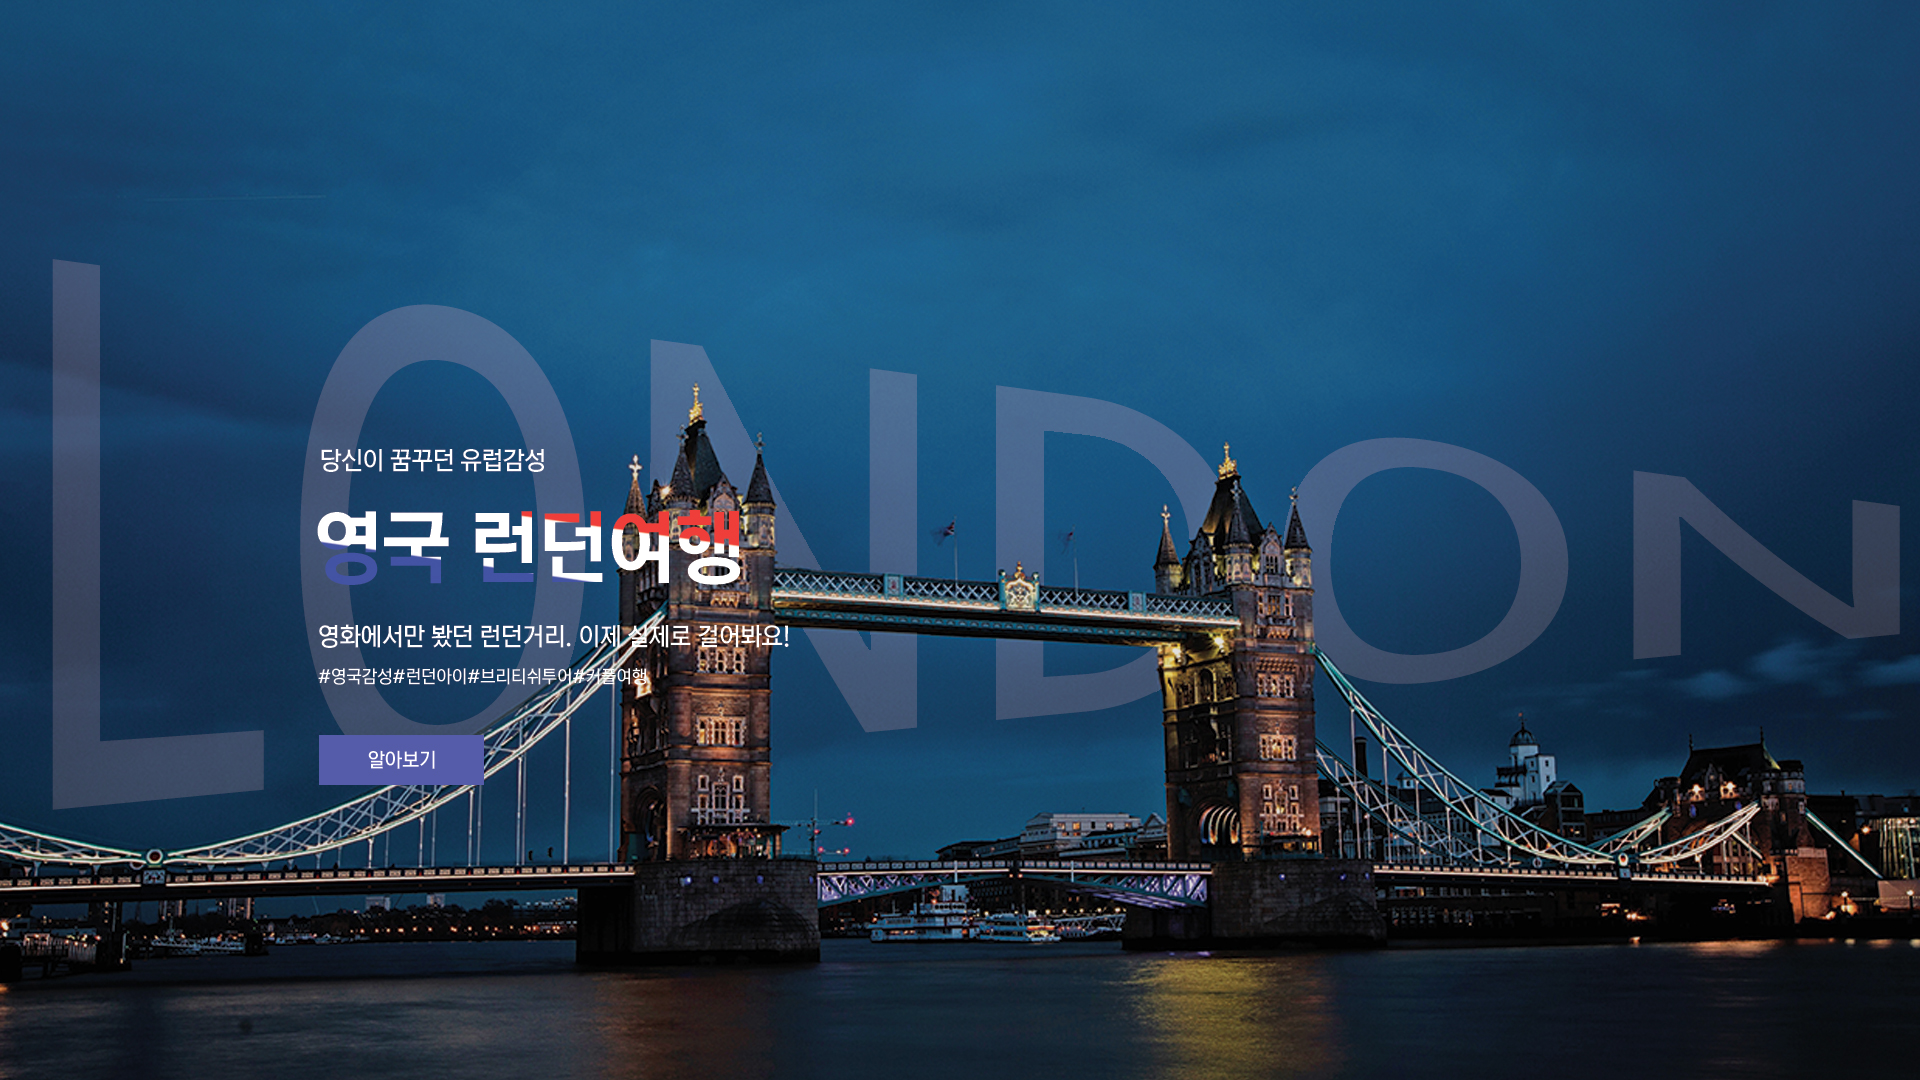 LONDON
당신이 꿈꾸던 유럽감성
영국 런던여행
영화에서만 봤던 런던거리. 이제 실제로 걸어봐요!
#영국감성#런던아이#브리티쉬투어#커플여행
알아보기